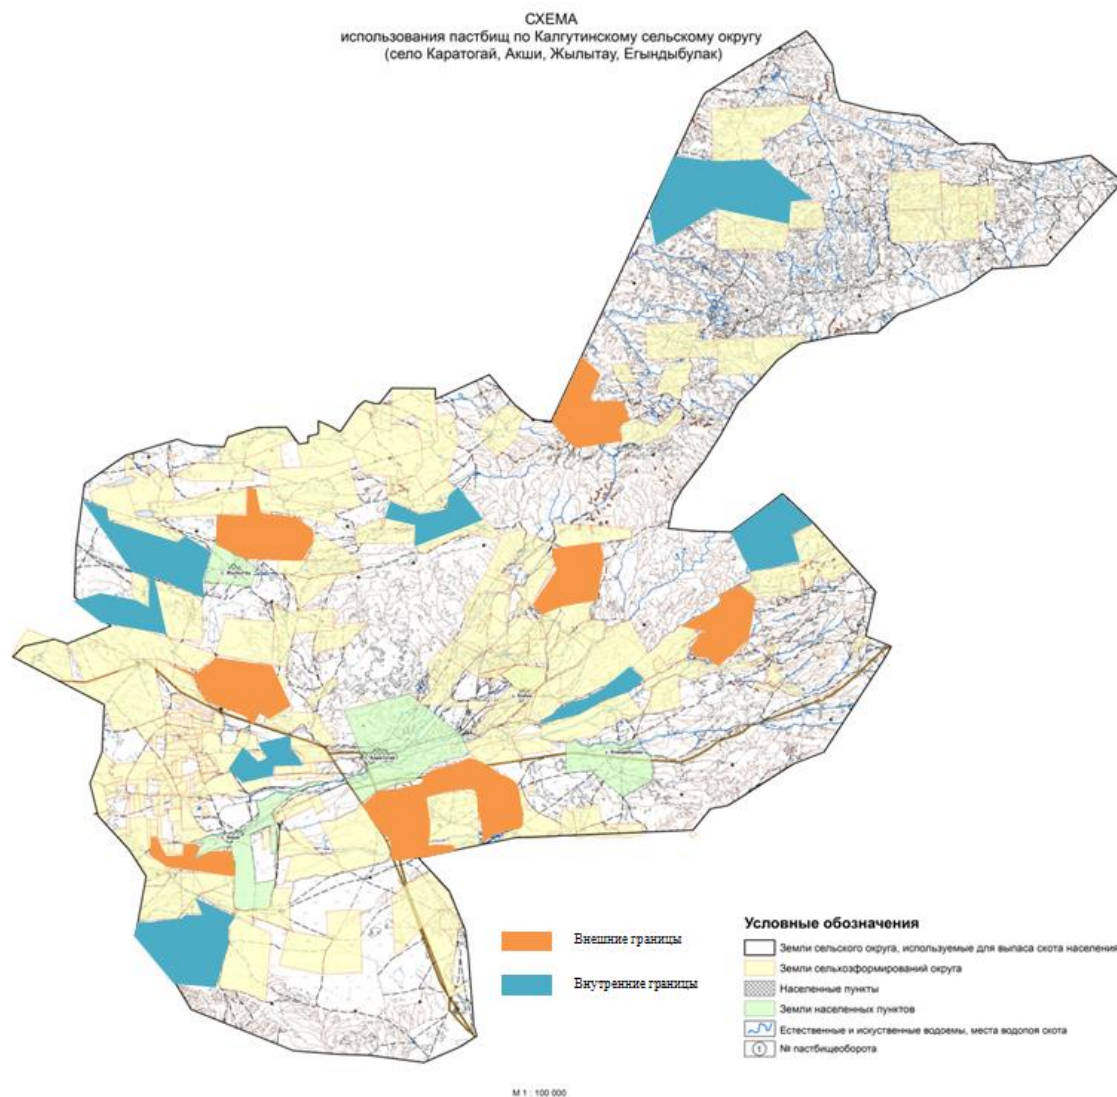 СХЕМА
использования пастбищ по Калгутинскому сельскому округу
(село Каратогай, Акши, Жылытау, Егындыбулак)
Внешние границы
Внутренние границы
Условные обозначения
Земли сельского округа, используемые для выпаса скота населения
Земли сельхозформирований округа
Населенные пункты
Земли населенных пунктов
Естественные и искуственные водоемы, места водопоя скота
1
№ пастбищеоборота
М 1 : 100 000